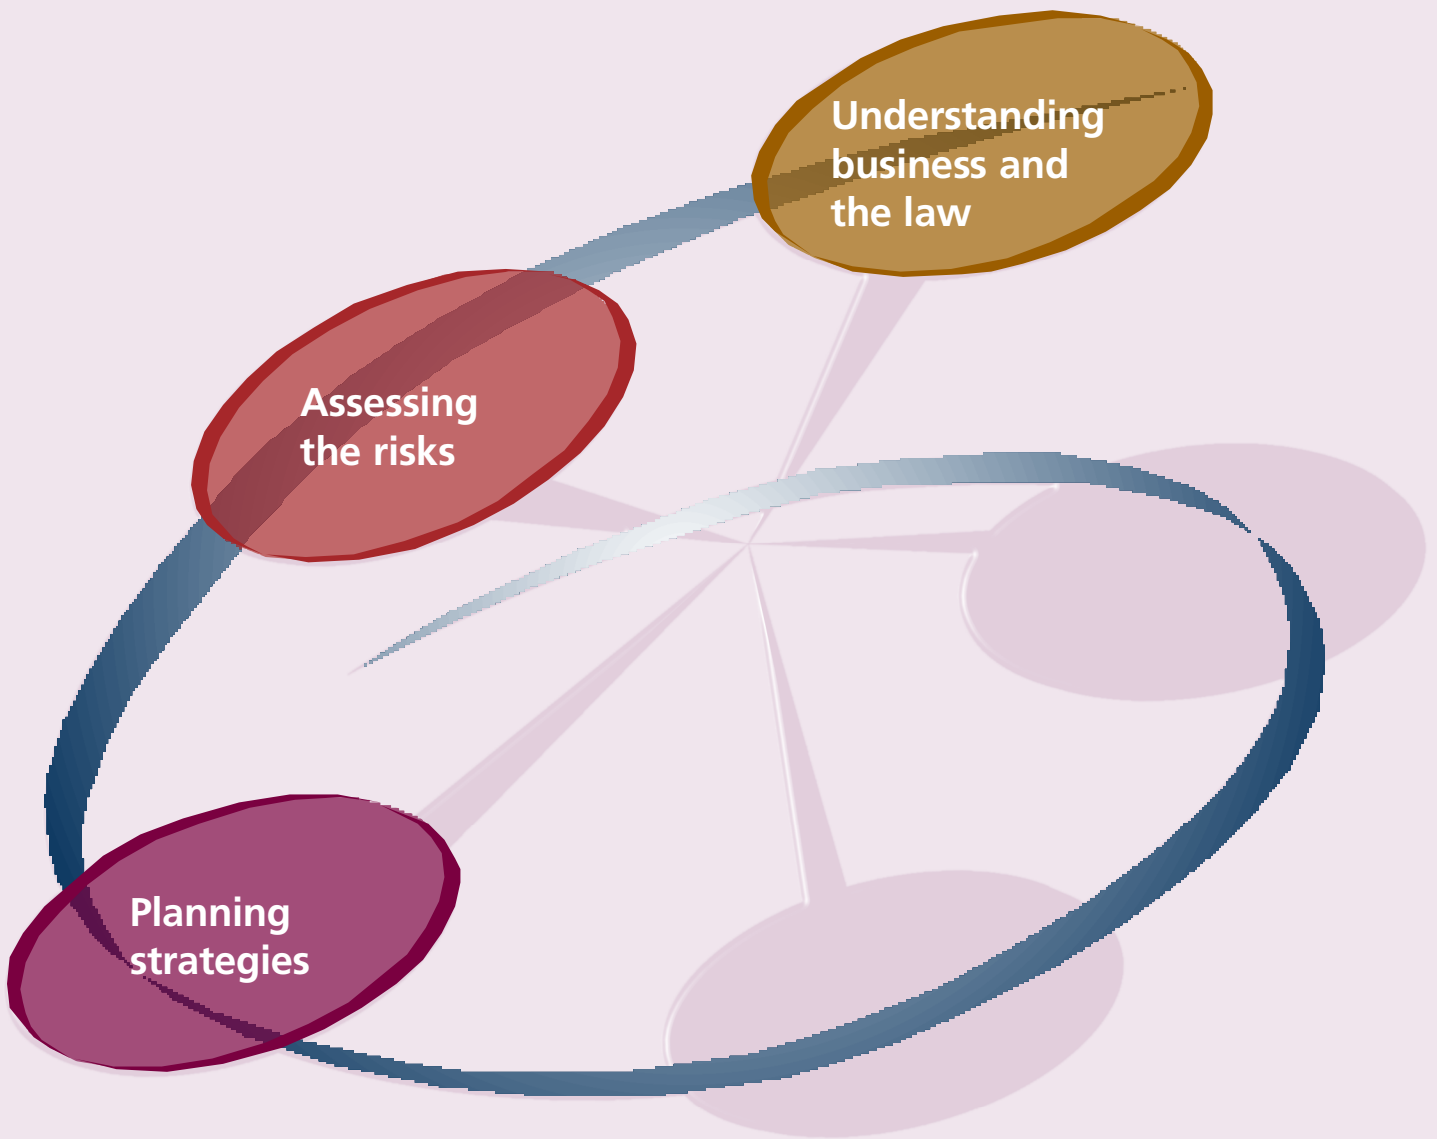 Understanding
business and
the law
Assessing
the risks
Planning
strategies